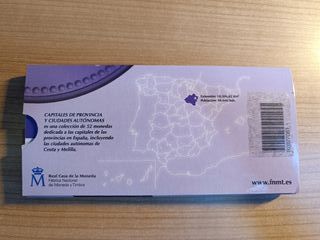 CAPITALES DE PROVINCIA
Y CIUDADES AUTÓNOMAS
es una colección de 52 monedas
dedicada a las capitales de las
provincias en España, incluyendo
las ciudades autónomas de
Ceuta y Melilla.
Real Casa de la Moneda
Fábrica Nacional
de Moneda y Timbre
Extensión:
Población:
www.fnmt.es